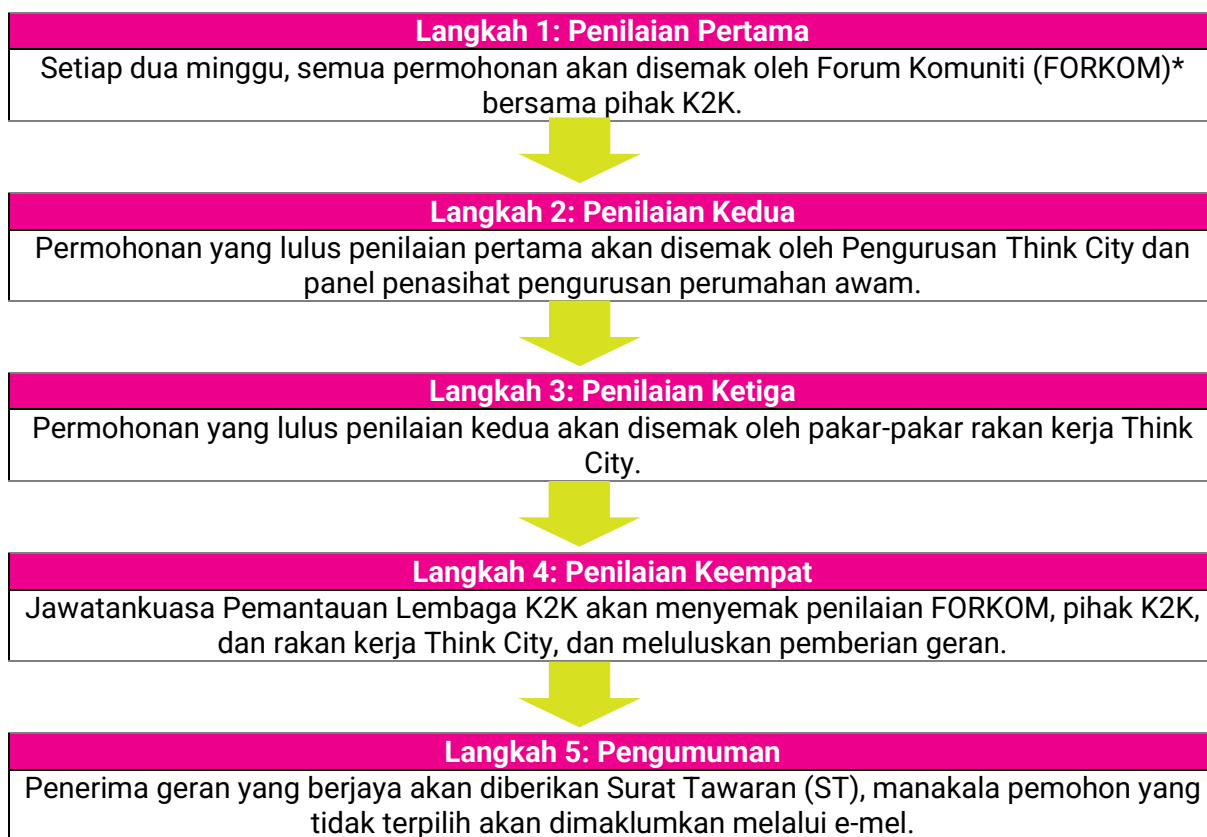 Langkah 1: Penilaian Pertama
Setiap dua minggu, semua permohonan akan disemak oleh Forum Komuniti (FORKOM)*
bersama pihak K2K.
Langkah 2: Penilaian Kedua
Permohonan yang lulus penilaian pertama akan disemak oleh Pengurusan Think City dan
panel penasihat pengurusan perumahan awam.
Langkah 3: Penilaian Ketiga
Permohonan yang lulus penilaian kedua akan disemak oleh pakar-pakar rakan kerja Think
City.
Langkah 4: Penilaian Keempat
Jawatankuasa Pemantauan Lembaga K2K akan menyemak penilaian FORKOM, pihak K2K,
dan rakan kerja Think City, dan meluluskan pemberian geran.
Langkah 5: Pengumuman
Penerima geran yang berjaya akan diberikan Surat Tawaran (ST), manakala pemohon yang
tidak terpilih akan dimaklumkan melalui e-mel.